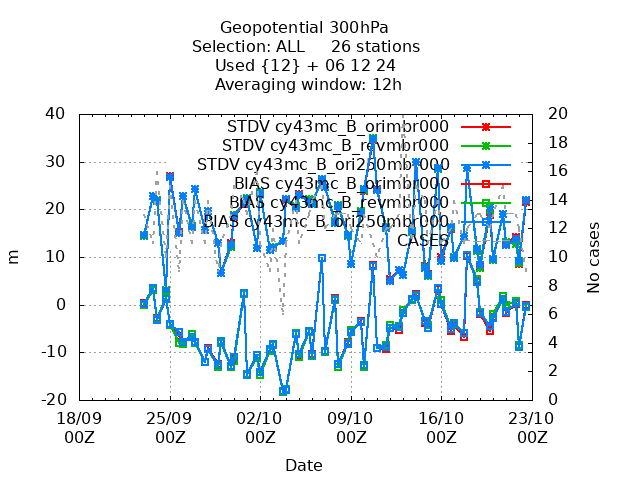 Geopotential 300hPa
Selection: ALL 26 stations
Used {12} + 06 12 24
Averaging window: 12h
40 20
STDV cy43mc_B_orimbr000
18
STDV cy43mc_B_revmbr000
30 16
STDV cy43mc_B_ori250mbr000
BIAS cy43mc_B_orimbr000
20 14
BIAS cy43mc_B_revmbr000
BIAS cy43mc_B_ori250mbr000
12
CASES
10 10
m
No cases
0 8
6
-10 4
2
-20 0
18/09 25/09 02/10 09/10 16/10 23/10
00Z 00Z 00Z 00Z 00Z 00Z
Date